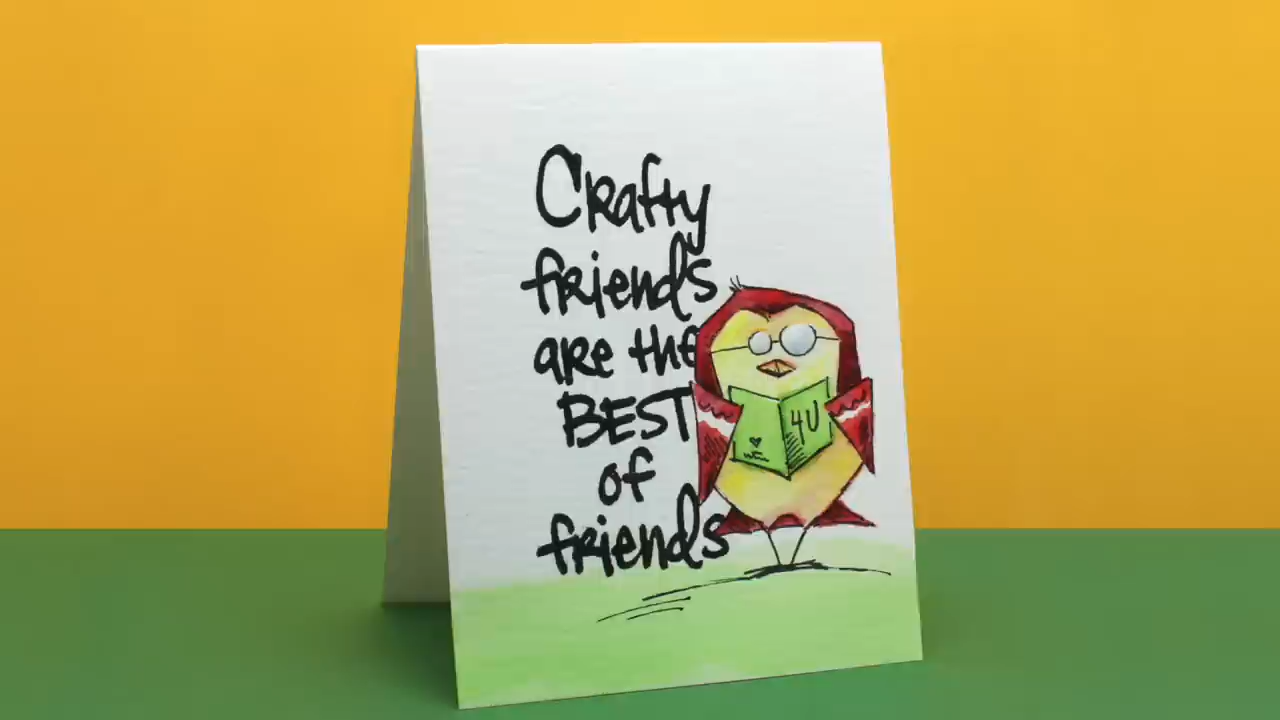 Crafty
friends
are the
BEST
of
friends
4U